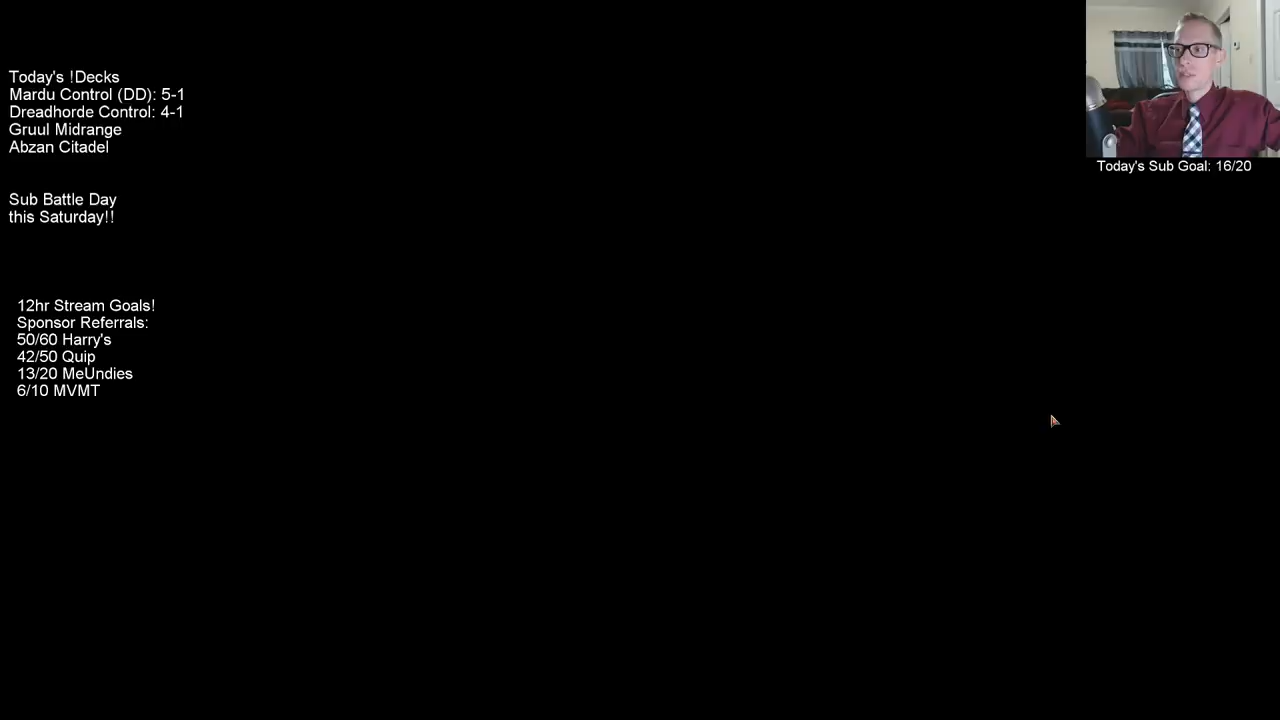 Today's !Decks
Mardu Control (DD): 5-1
Dreadhorde Control: 4-1
Gruul Midrange
Abzan Citadel
Sub Battle Day
this Saturday!!
12hr Stream Goals!
Sponsor Referrals:
50/60 Harry's
42/50 Quip
13/20 MeUndies
6/10 MVMT
Today's Sub Goal: 16/20